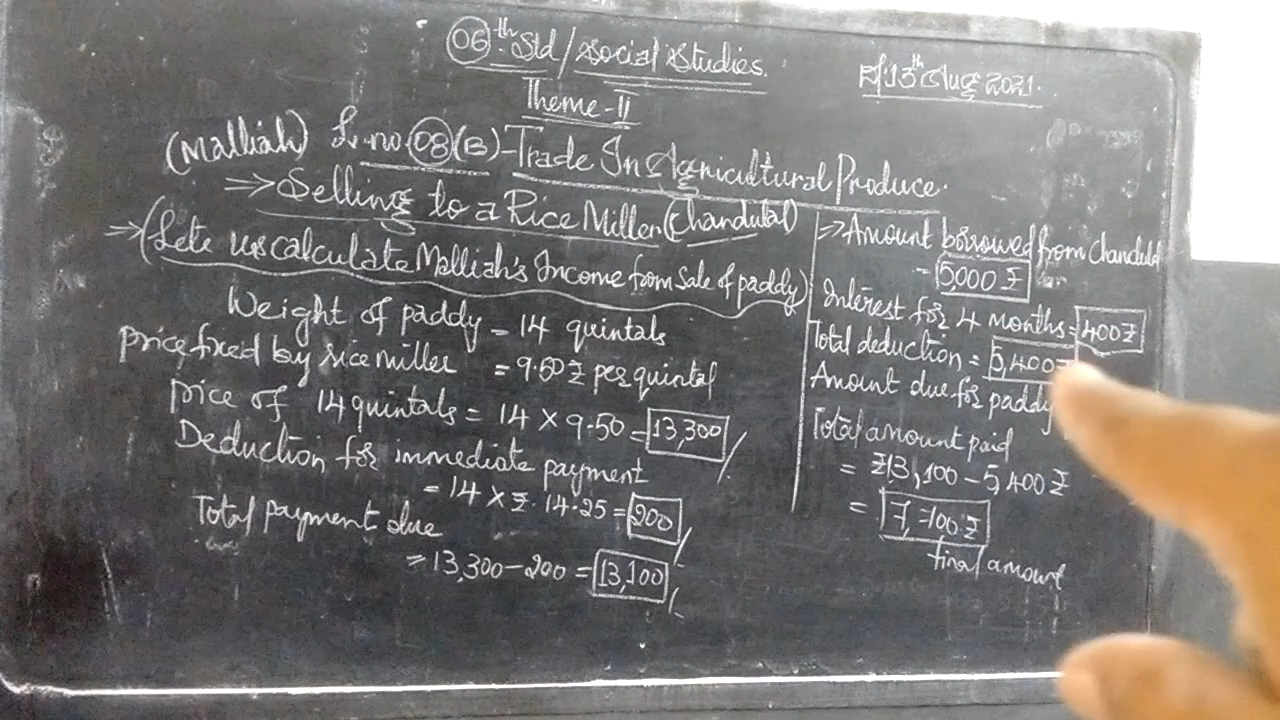 06th Std/Social Studies.
13th Aug 2021.
Theme-II
(Malliah) L.no.08(B)-Trade In Agricultural Produce.
=>Selling to a Rice Miller(Chandulal)
->(Lets us calculate Malliah's Income from Sale of paddy)
Weight of paddy = 14 quintals
price fixed by rice miller = 9.50₹ per quintal
price of 14 quintals = 14 x 9.50 = 13,300/.
Deduction for immediate payment
= 14 x ₹. 14.25 = 200/
Total payment due
= 13,300-200 = 13,100/.
=>Amount borrowed from Chandulal
= 5000₹
Interest for 4 months = 400₹
Total deduction = 5,400₹
Amount due for paddy
Total amount paid
= ₹13,100-5,400₹
= 7,700₹
final amount